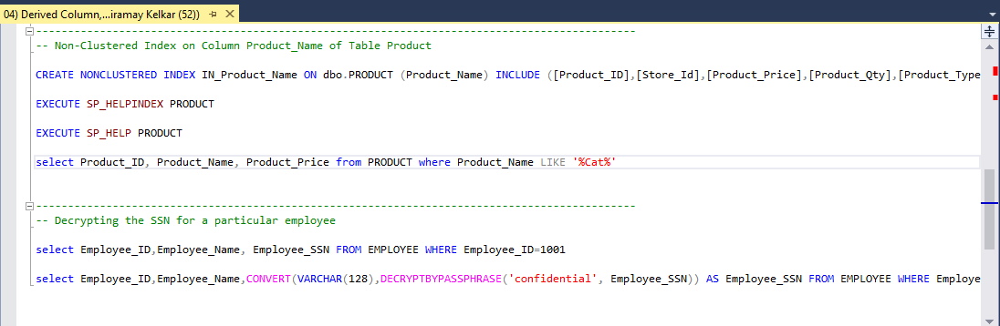 04) Derived Column,...iramay Kelkar (52))
----------------------------------------------------------------------------------------------
-- Non-Clustered Index on Column Product_Name of Table Product
CREATE NONCLUSTERED INDEX IN_Product_Name ON dbo.PRODUCT (Product_Name) INCLUDE ([Product_ID],[Store_Id],[Product_Price],[Product_Qty],[Product_Type
EXECUTE SP_HELPINDEX PRODUCT
EXECUTE SP_HELP PRODUCT
select Product_ID, Product_Name, Product_Price from PRODUCT where Product_Name LIKE '%Cat%'
----------------------------------------------------------------------------------------------
-- Decrypting the SSN for a particular employee
select Employee_ID,Employee_Name, Employee_SSN FROM EMPLOYEE WHERE Employee_ID=1001
select Employee_ID,Employee_Name,CONVERT(VARCHAR(128),DECRYPTBYPASSPHRASE('confidential', Employee_SSN)) AS Employee_SSN FROM EMPLOYEE WHERE Employe